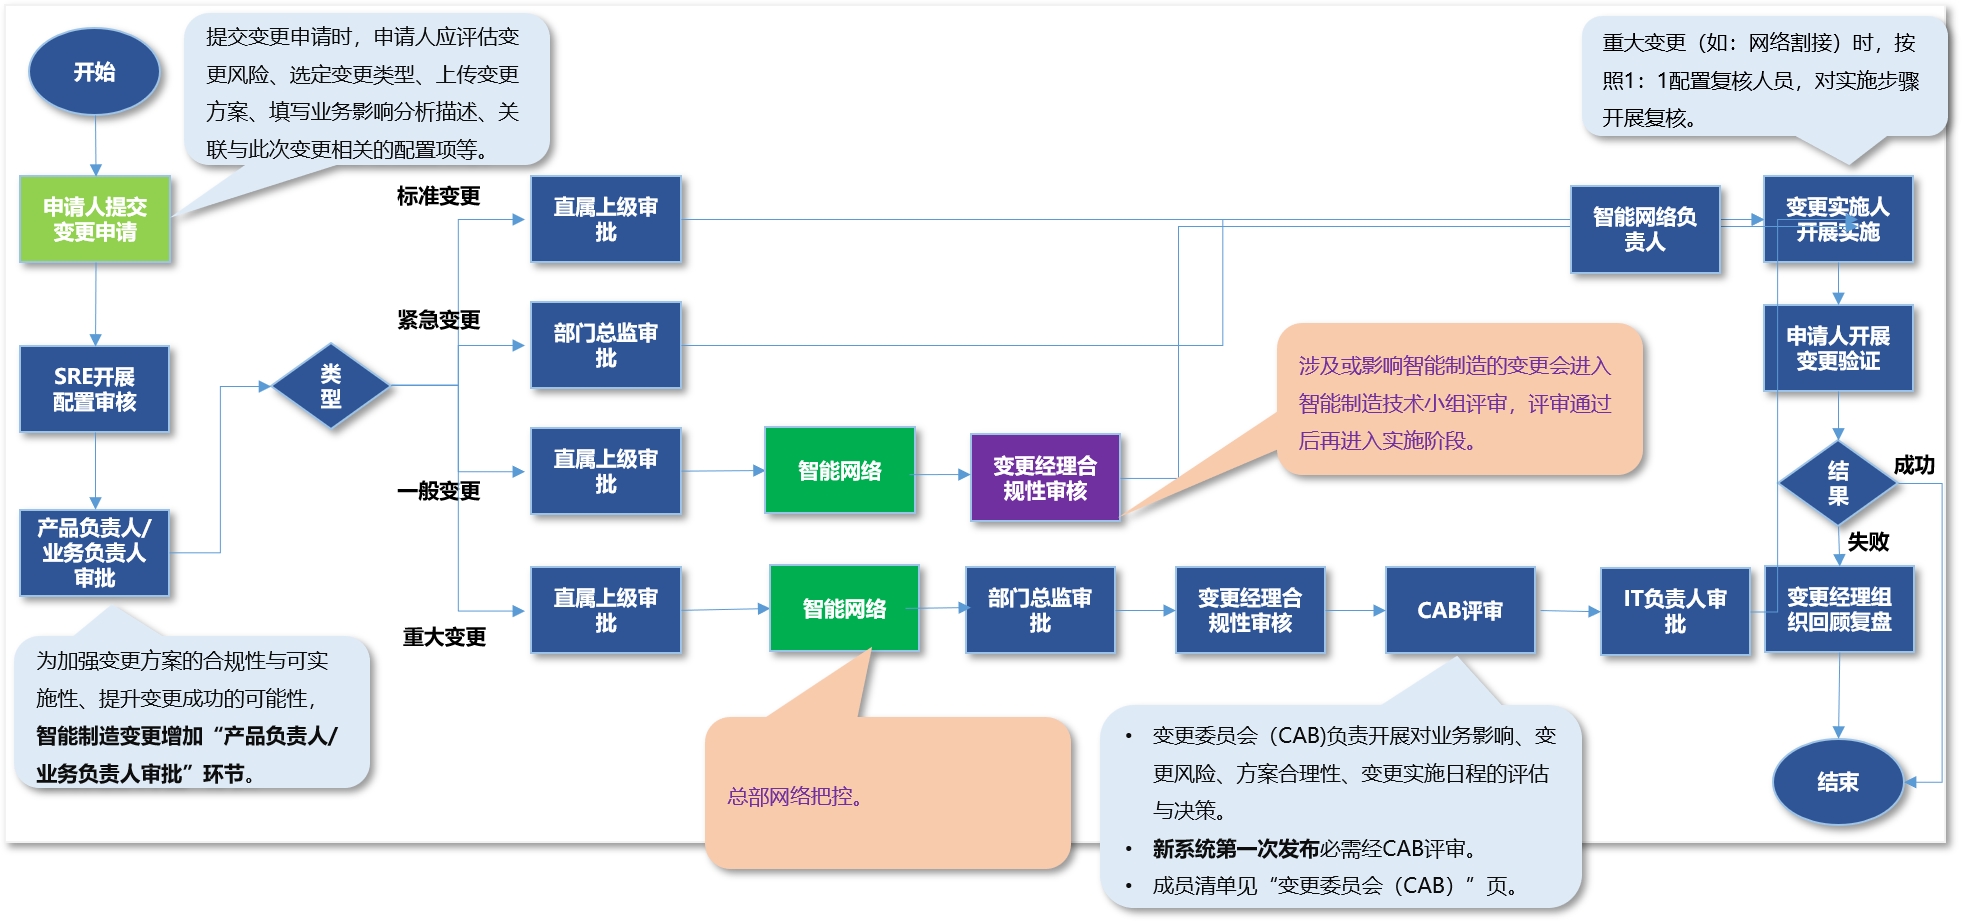 开始
提交变更申请时，申请人应评估变
更风险、选定变更类型、上传变更
方案、填写业务影响分析描述、关
联与此次变更相关的配置项等。
重大变更（如：网络割接）时，按
照1：1配置复核人员，对实施步骤
开展复核。
申请人提交
变更申请
标准变更
直属上级审
批
智能网络负
责人
变更实施人
开展实施
紧急变更
部门总监审
批
申请人开展
变更验证
SRE开展
配置审核
类
型
涉及或影响智能制造的变更会进入
智能制造技术小组评审，评审通过
后再进入实施阶段。
一般变更
直属上级审
批
智能网络
变更经理合
规性审核
结
果
成功
失败
产品负责人/
业务负责人
审批
重大变更
直属上级审
批
智能网络
部门总监审
批
变更经理合
规性审核
CAB评审
IT负责人审
批
变更经理组
织回顾复盘
为加强变更方案的合规性与可实
施性、提升变更成功的可能性，
智能制造变更增加“产品负责人/
业务负责人审批”环节。
总部网络把控。
• 变更委员会（CAB)负责开展对业务影响、变
更风险、方案合理性、变更实施日程的评估
与决策。
• 新系统第一次发布必需经CAB评审。
• 成员清单见“变更委员会（CAB）”页。
结束